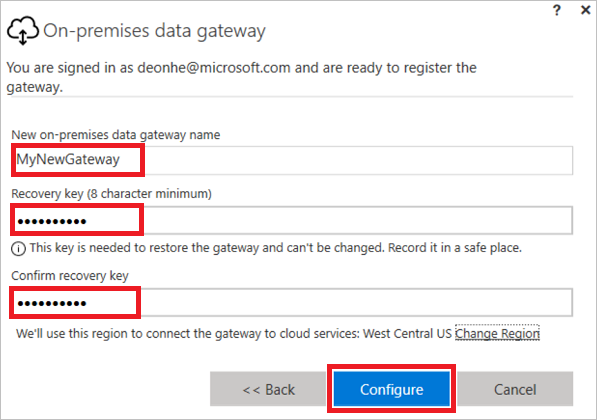 ? ×
On-premises data gateway
You are signed in as deonhe@microsoft.com and are ready to register the
gateway.
New on-premises data gateway name
MyNewGateway
Recovery key (8 character minimum)
••••••••••
This key is needed to restore the gateway and can't be changed. Record it in a safe place.
Confirm recovery key
••••••••••
We'll use this region to connect the gateway to cloud services: West Central US Change Region
<< Back Configure Cancel